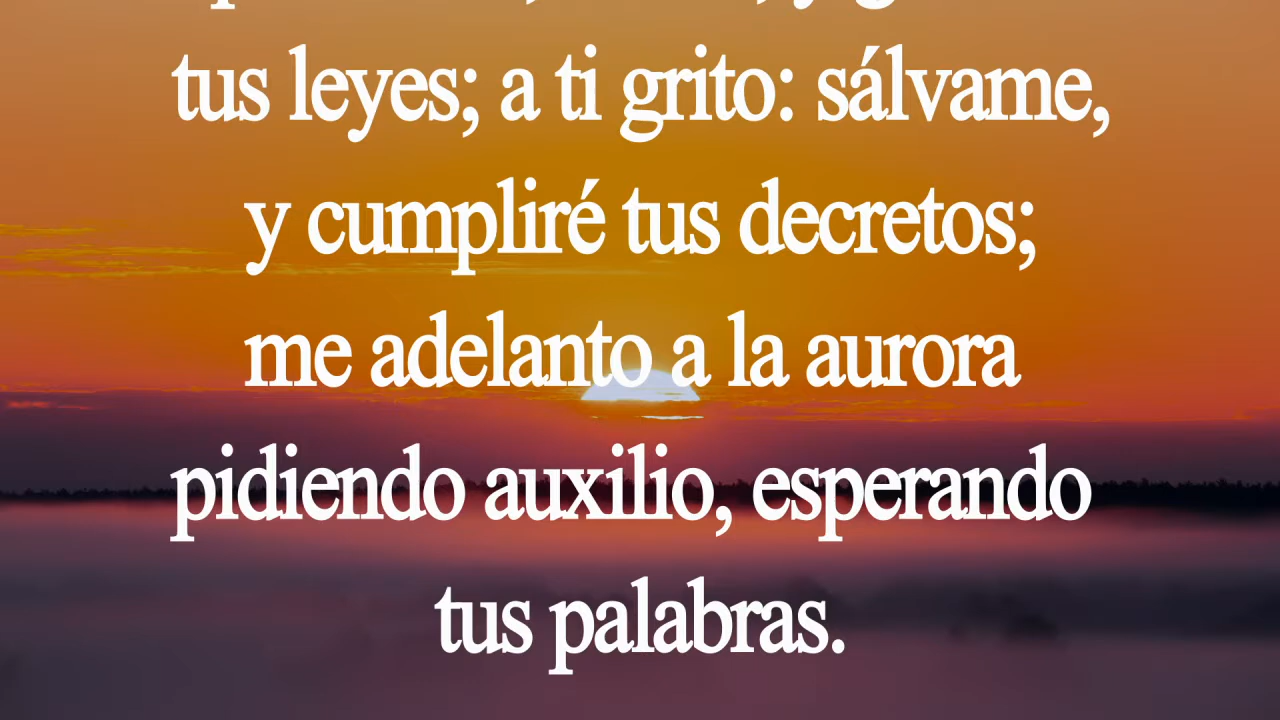 tus leyes; a ti grito: sálvame,
y cumpliré tus decretos;
me adelanto a la aurora
pidiendo auxilio, esperando
tus palabras.